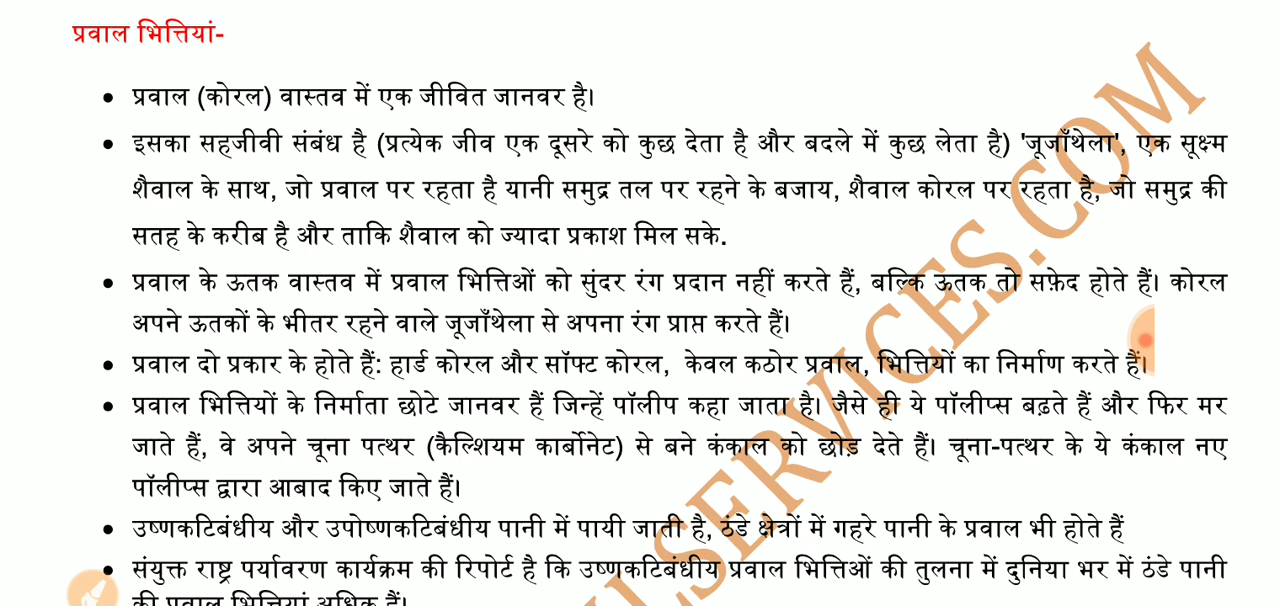 प्रवाल भित्तियां-
• प्रवाल (कोरल) वास्तव में एक जीवित जानवर है।
• इसका सहजीवी संबंध है (प्रत्येक जीव एक दूसरे को कुछ देता है और बदले में कुछ लेता है) 'जूजाँथेला', एक सूक्ष्म
शैवाल के साथ, जो प्रवाल पर रहता है यानी समुद्र तल पर रहने के बजाय, शैवाल कोरल पर रहता है, जो समुद्र की
सतह के करीब है और ताकि शैवाल को ज्यादा प्रकाश मिल सके.
• प्रवाल के ऊतक वास्तव में प्रवाल भित्तिओं को सुंदर रंग प्रदान नहीं करते हैं, बल्कि ऊतक तो सफ़ेद होते हैं। कोरल
अपने ऊतकों के भीतर रहने वाले जूजाँथेला से अपना रंग प्राप्त करते हैं।
• प्रवाल दो प्रकार के होते हैं: हार्ड कोरल और सॉफ्ट कोरल, केवल कठोर प्रवाल, भित्तियों का निर्माण करते हैं।
• प्रवाल भित्तियों के निर्माता छोटे जानवर हैं जिन्हें पॉलीप कहा जाता है। जैसे ही ये पॉलीप्स बढ़ते हैं और फिर मर
जाते हैं, वे अपने चूना पत्थर (कैल्शियम कार्बोनेट) से बने कंकाल को छोड़ देते हैं। चूना-पत्थर के ये कंकाल नए
पॉलीप्स द्वारा आबाद किए जाते हैं।
• उष्णकटिबंधीय और उपोष्णकटिबंधीय पानी में पायी जाती है, ठंडे क्षेत्रों में गहरे पानी के प्रवाल भी होते हैं
• संयुक्त राष्ट्र पर्यावरण कार्यक्रम की रिपोर्ट है कि उष्णकटिबंधीय प्रवाल भित्तिओं की तुलना में दुनिया भर में ठंडे पानी
की प्रवाल भित्तियां अधिक हैं।
LSERVICES.COM